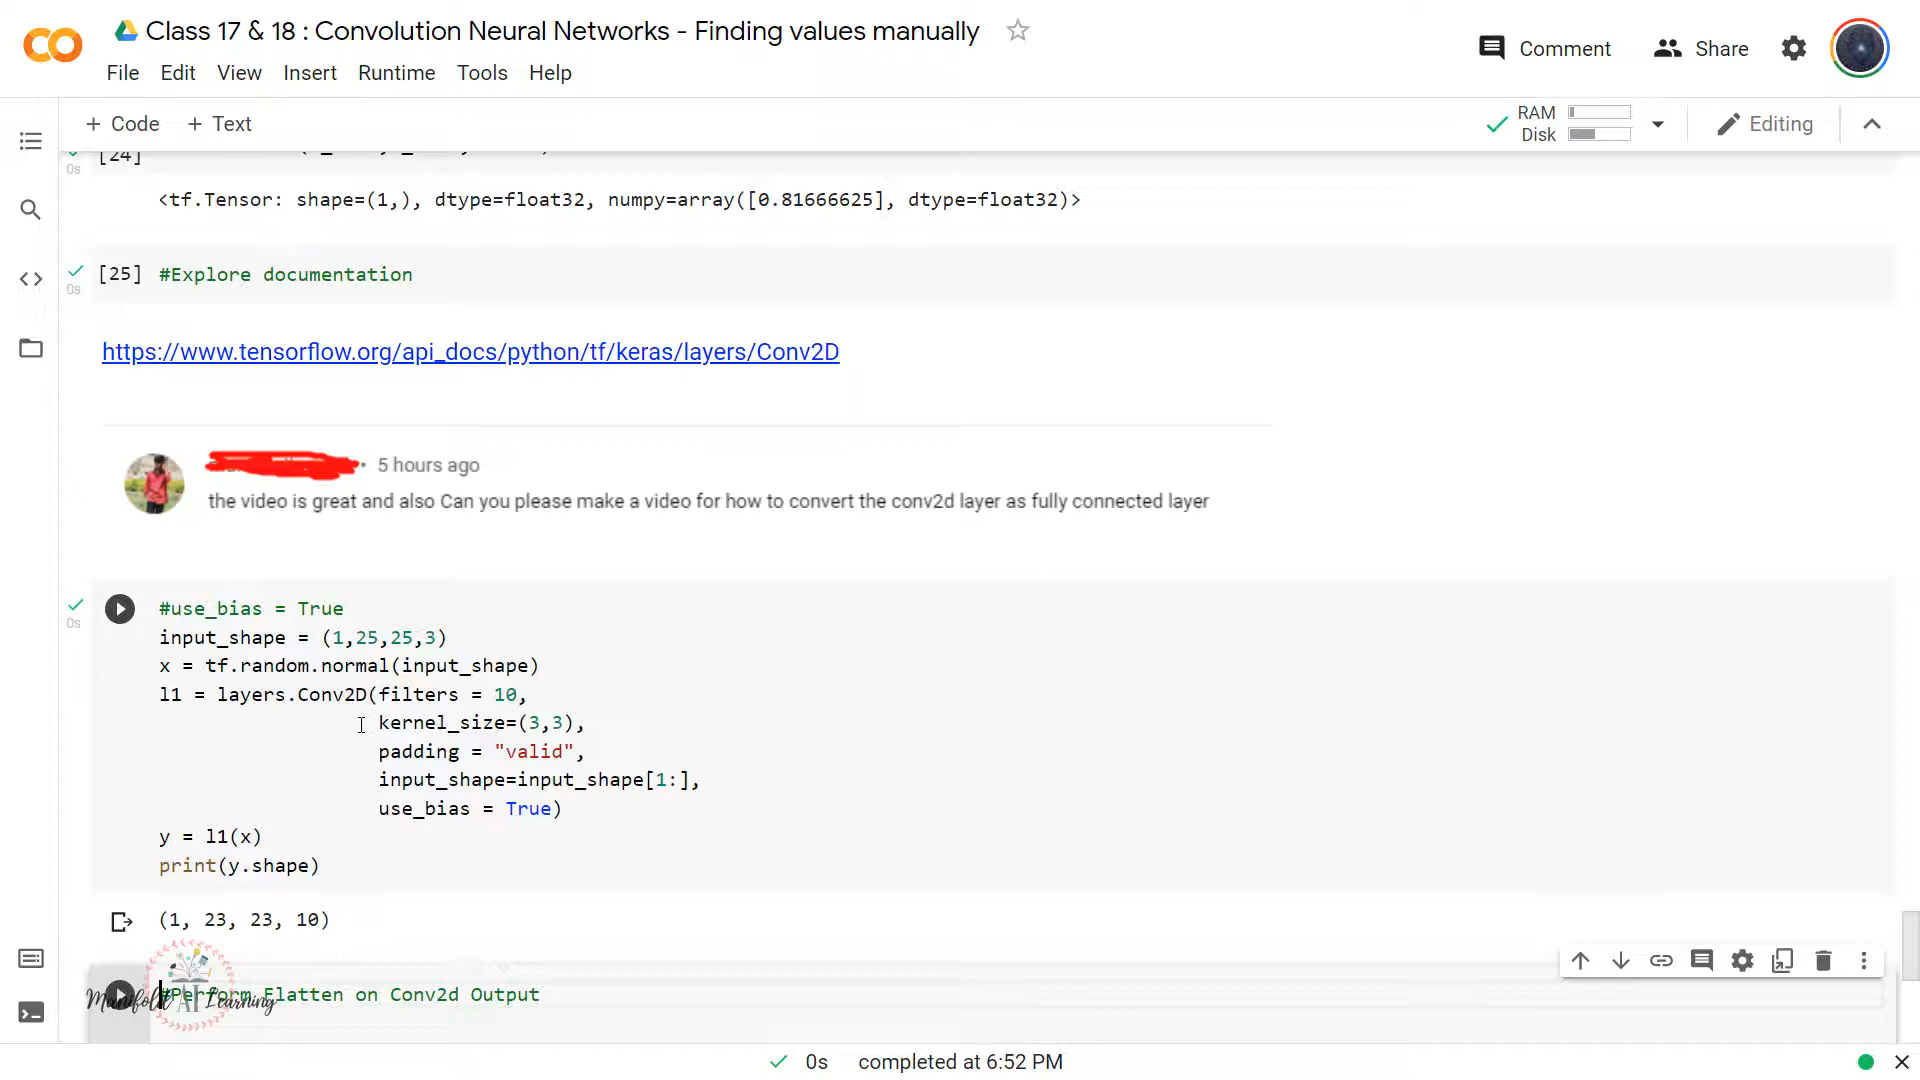 Class 17 & 18 : Convolution Neural Networks - Finding values manually
Comment
Share
File Edit View Insert Runtime Tools Help
+ Code + Text
RAM
Disk
Editing
[24]
0s
<tf.Tensor: shape=(1,), dtype=float32, numpy=array([0.81666625], dtype=float32)>
[25] #Explore documentation
0s
https://www.tensorflow.org/api_docs/python/tf/keras/layers/Conv2D
5 hours ago
the video is great and also Can you please make a video for how to convert the conv2d layer as fully connected layer
0s
#use_bias = True
input_shape = (1,25,25,3)
x = tf.random.normal(input_shape)
l1 = layers.Conv2D(filters = 10,
kernel_size=(3,3),
padding = "valid",
input_shape=input_shape[1:],
use_bias = True)
y = l1(x)
print(y.shape)
(1, 23, 23, 10)
#Perform Flatten on Conv2d Output
Manifold AI Learning
0s completed at 6:52 PM